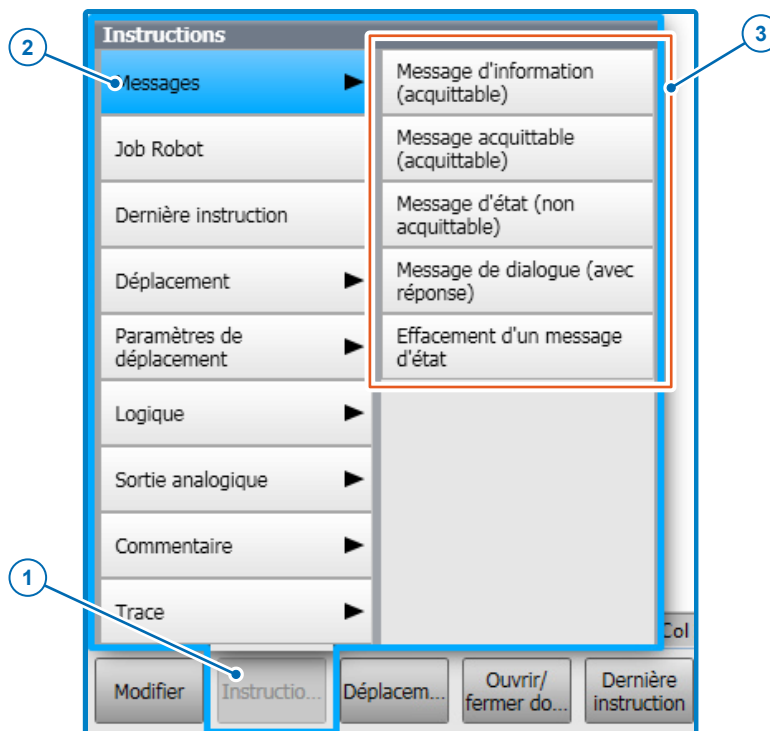 Instructions
2
3
Messages
Message d'information
(acquittable)
Job Robot
Message acquittable
(acquittable)
Dernière instruction
Message d'état (non
acquittable)
Déplacement
Message de dialogue (avec
réponse)
Paramètres de
déplacement
Effacement d'un message
d'état
Logique
Sortie analogique
Commentaire
1
Trace
Col
Modifier
Instructio...
Déplacem...
Ouvrir/
fermer do...
Dernière
instruction